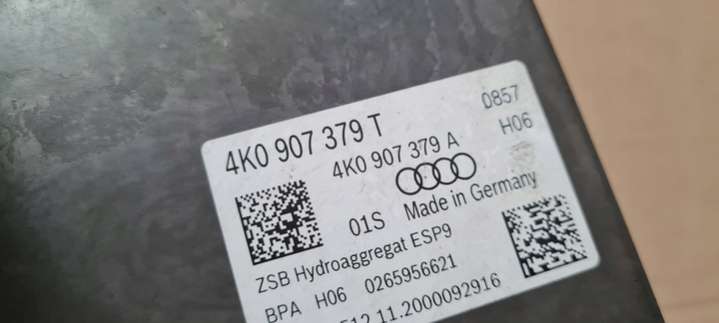 4K0 907 379 T
0857
4K0 907 379 A
H06
01S Made in Germany
ZSB Hydroaggregat ESP9
BPA H06 0265956621
512.11.2000092916